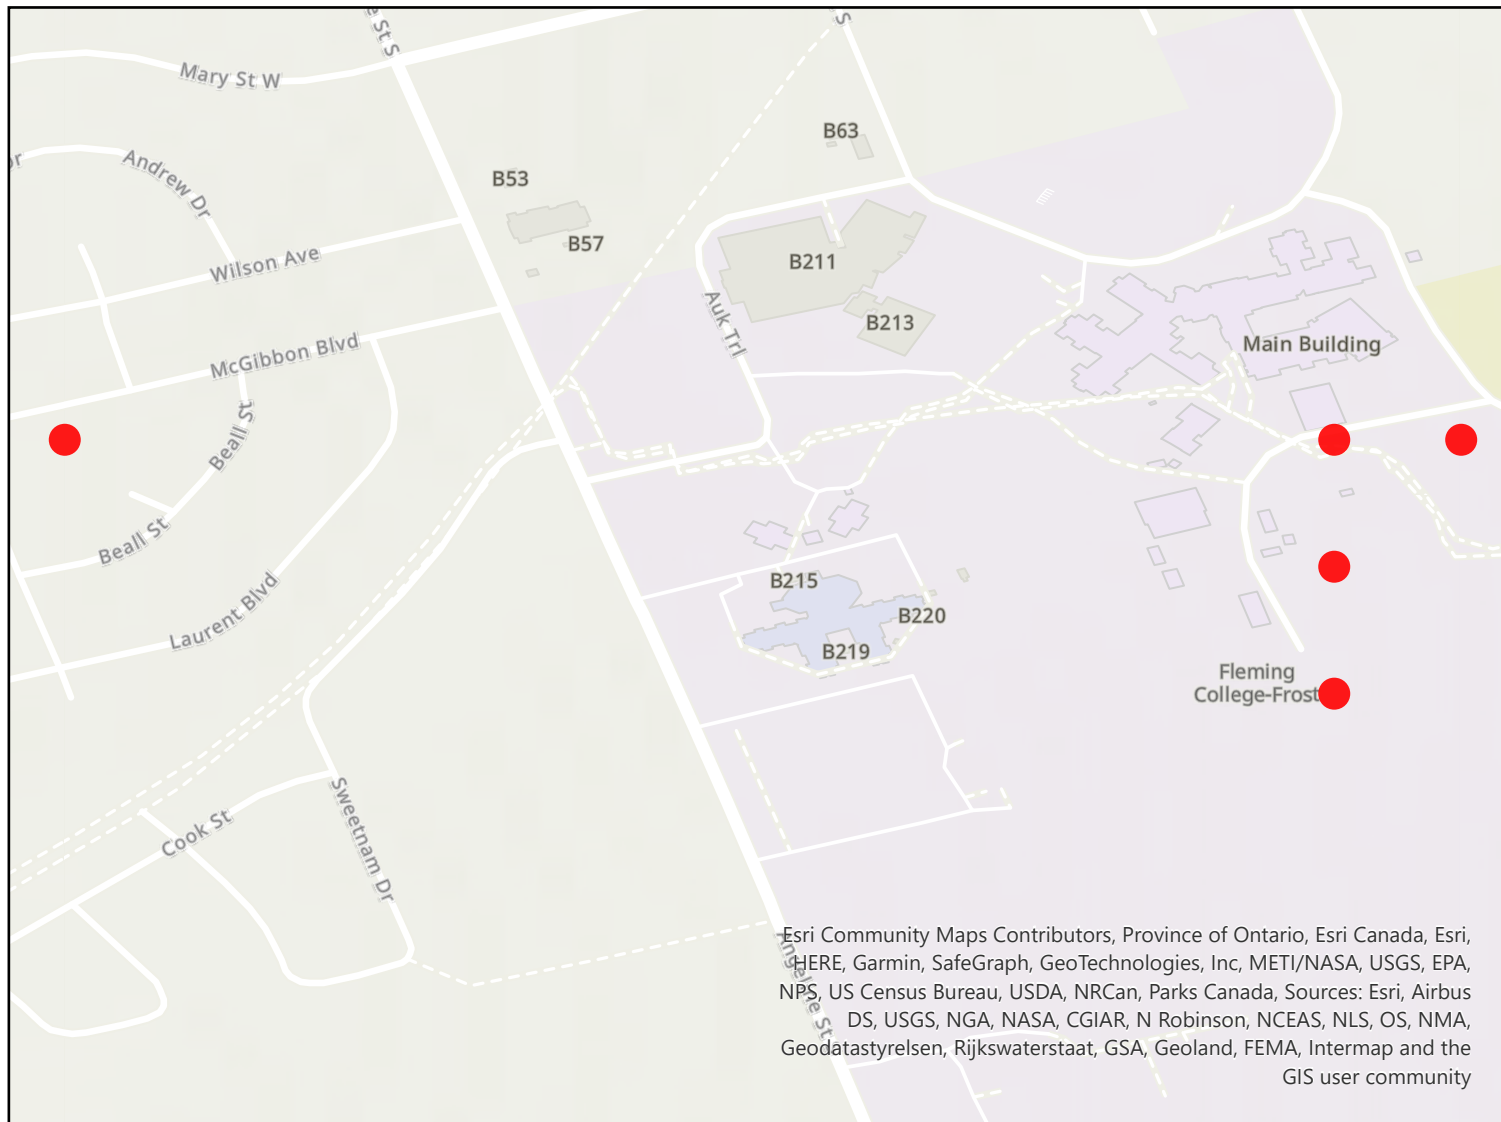 e St S
S
Mary St W
B63
Andrew Dr
Dr
B53
B57
Wilson Ave
B211
Auk Trl
B213
McGibbon Blvd
Main Building
Beall St
Beall St
B215
Laurent Blvd
B220
B219
Fleming
College-Frost
Sweetnam Dr
Cook St
Angeline St
Esri Community Maps Contributors, Province of Ontario, Esri Canada, Esri,
HERE, Garmin, SafeGraph, GeoTechnologies, Inc, METI/NASA, USGS, EPA,
NPS, US Census Bureau, USDA, NRCan, Parks Canada, Sources: Esri, Airbus
DS, USGS, NGA, NASA, CGIAR, N Robinson, NCEAS, NLS, OS, NMA,
Geodatastyrelsen, Rijkswaterstaat, GSA, Geoland, FEMA, Intermap and the
GIS user community